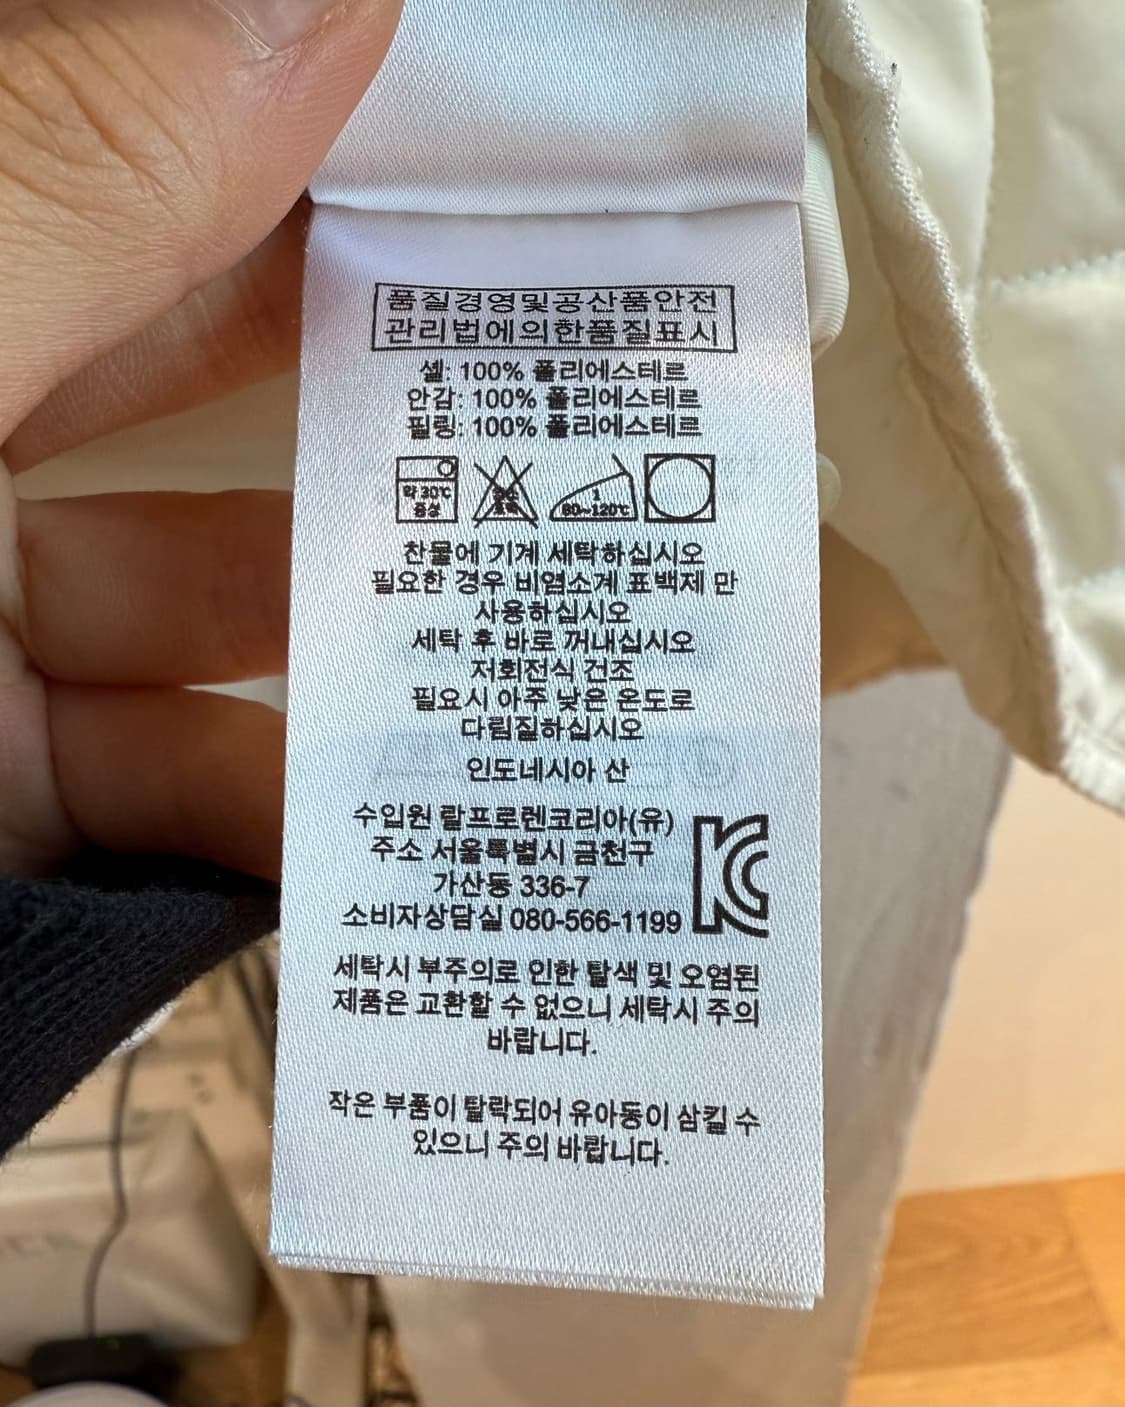 품질경영및공산품안전
관리법에의한품질표시
셀: 100% 폴리에스테르
안감: 100% 폴리에스테르
필링: 100% 폴리에스테르
약 30℃
중성
1
80~120℃
찬물에 기계 세탁하십시오
필요한 경우 비염소계 표백제 만
사용하십시오
세탁 후 바로 꺼내십시오
저회전식 건조
필요시 아주 낮은 온도로
다림질하십시오
인도네시아 산
수입원 랄프로렌코리아(유)
주소 서울특별시 금천구
가산동 336-7
소비자상담실 080-566-1199
세탁시 부주의로 인한 탈색 및 오염된
제품은 교환할 수 없으니 세탁시 주의
바랍니다.
작은 부품이 탈락되어 유아동이 삼킬 수
있으니 주의 바랍니다.